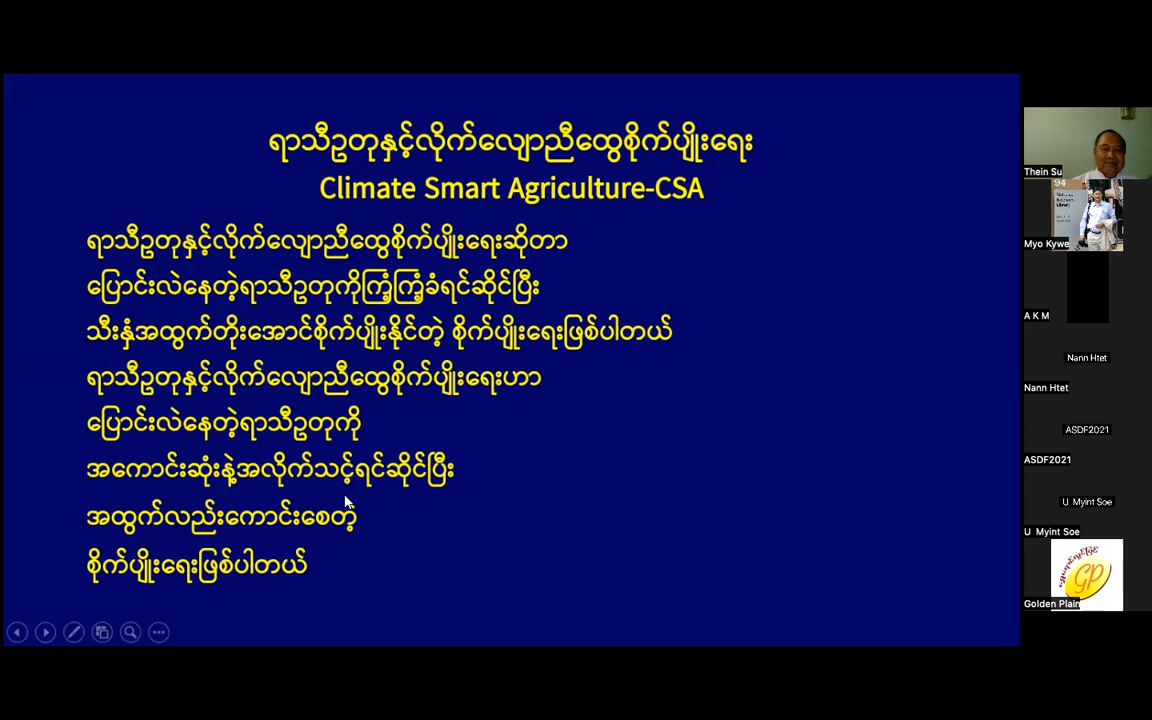 ရာသီဥတုနှင့်လိုက်လျောညီထွေစိုက်ပျိုးရေး
Climate Smart Agriculture-CSA
ရာသီဥတုနှင့်လိုက်လျောညီထွေစိုက်ပျိုးရေးဆိုတာ
ပြောင်းလဲနေတဲ့ရာသီဥတုကိုကြံ့ကြံ့ခံရင်ဆိုင်ပြီး
သီးနှံအထွက်တိုးအောင်စိုက်ပျိုးနိုင်တဲ့ စိုက်ပျိုးရေးဖြစ်ပါတယ်
ရာသီဥတုနှင့်လိုက်လျောညီထွေစိုက်ပျိုးရေးဟာ
ပြောင်းလဲနေတဲ့ရာသီဥတုကို
အကောင်းဆုံးနဲ့အလိုက်သင့်ရင်ဆိုင်ပြီး
အထွက်လည်းကောင်းစေတဲ့
စိုက်ပျိုးရေးဖြစ်ပါတယ်
Thein Su
94
Library
Myo Kywe
A K M
Nann Htet
Nann Htet
ASDF2021
ASDF2021
U Myint Soe
U Myint Soe
GP
Golden Plain